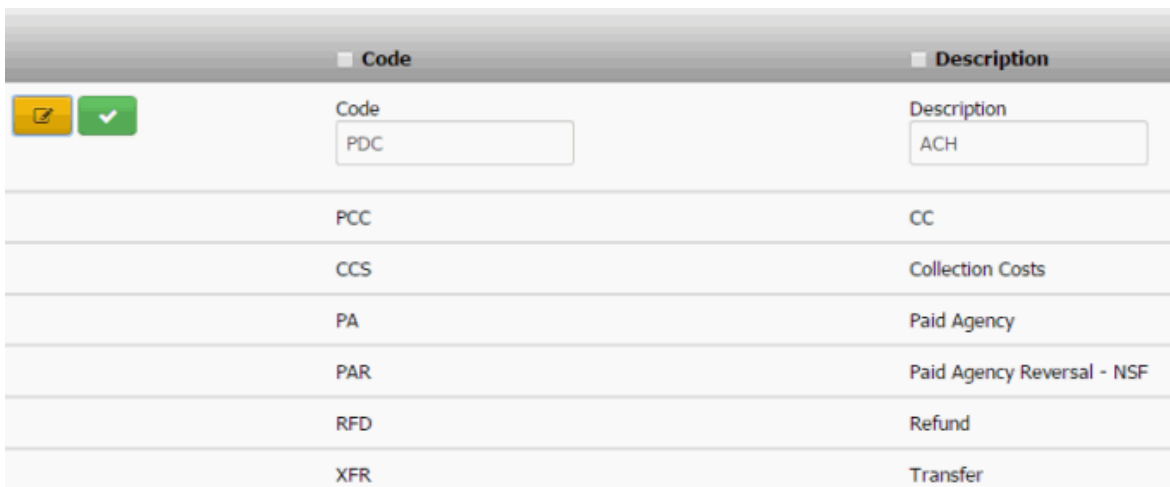 Code Description
Code Description
PDC ACH
PCC CC
CCS Collection Costs
PA Paid Agency
PAR Paid Agency Reversal - NSF
RFD Refund
XFR Transfer